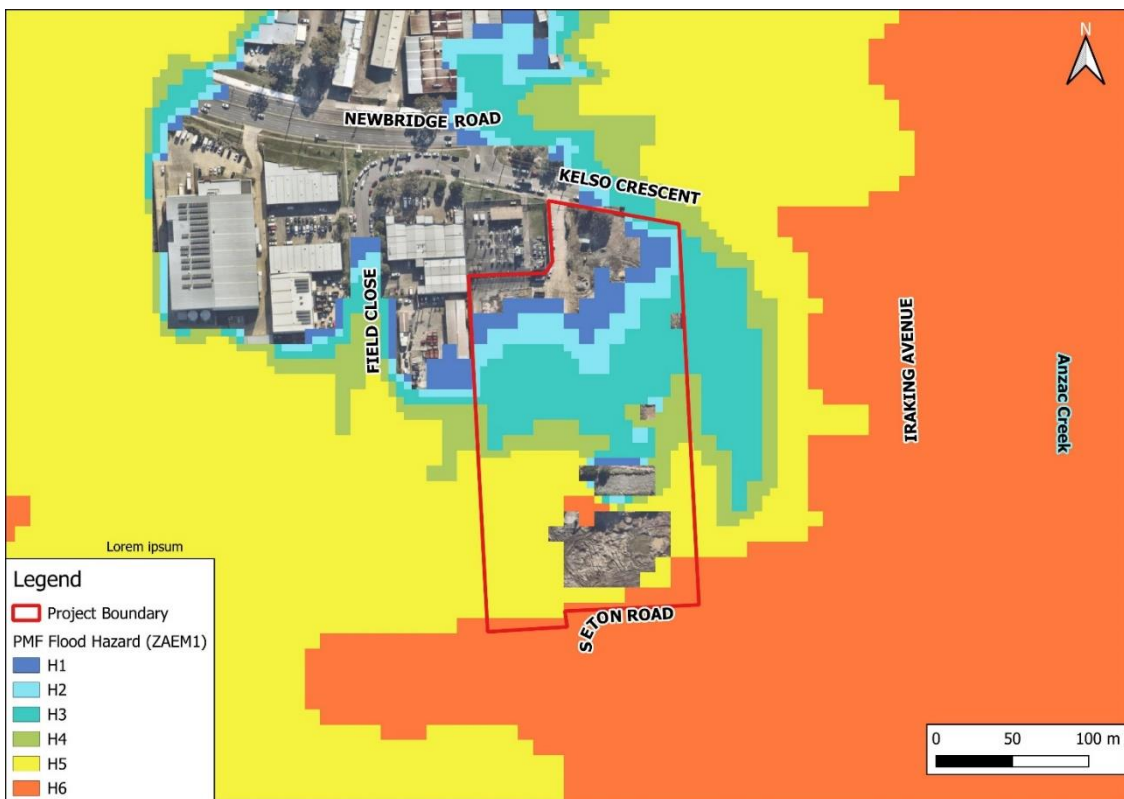 N
NEWBRIDGE ROAD
KELSO CRESCENT
FIELD CLOSE
IRAKING AVENUE
Anzac Creek
SETON ROAD
Lorem ipsum
Legend
Project Boundary
PMF Flood Hazard (ZAEM1)
H1
H2
H3
H4
H5
H6
0 50 100 m